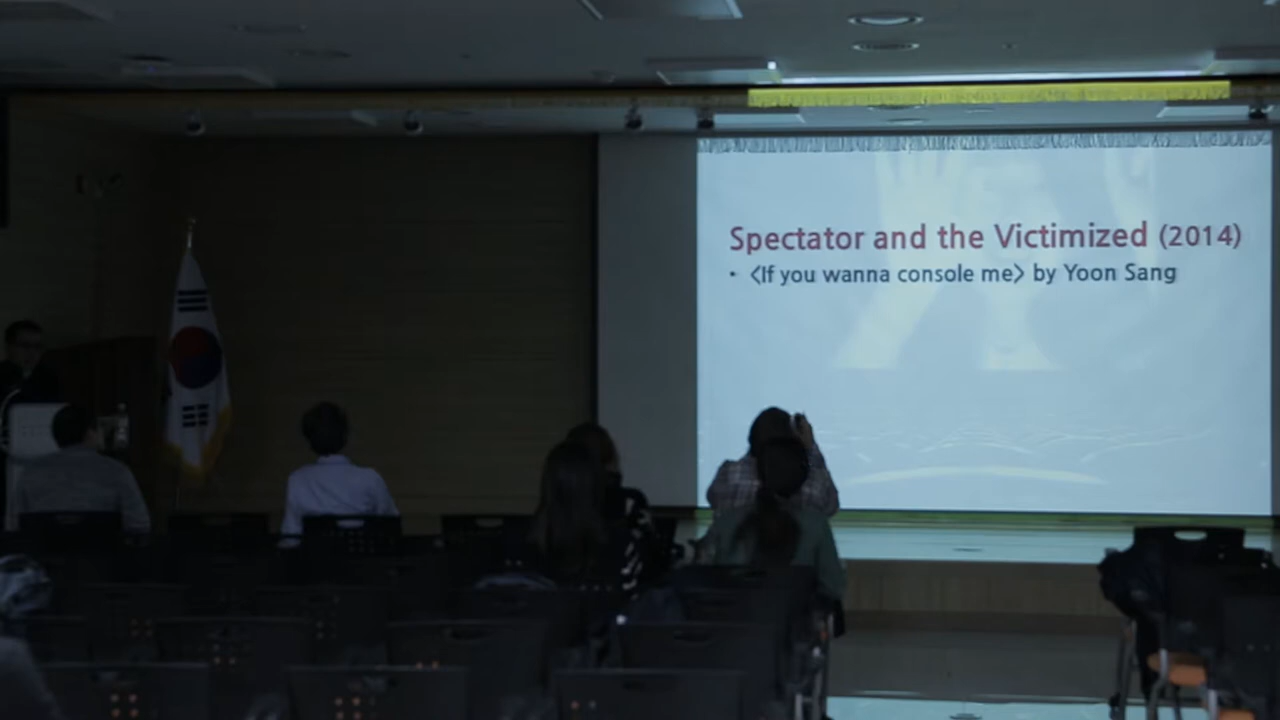 Spectator and the Victimized (2014)
• <If you wanna console me> by Yoon Sang